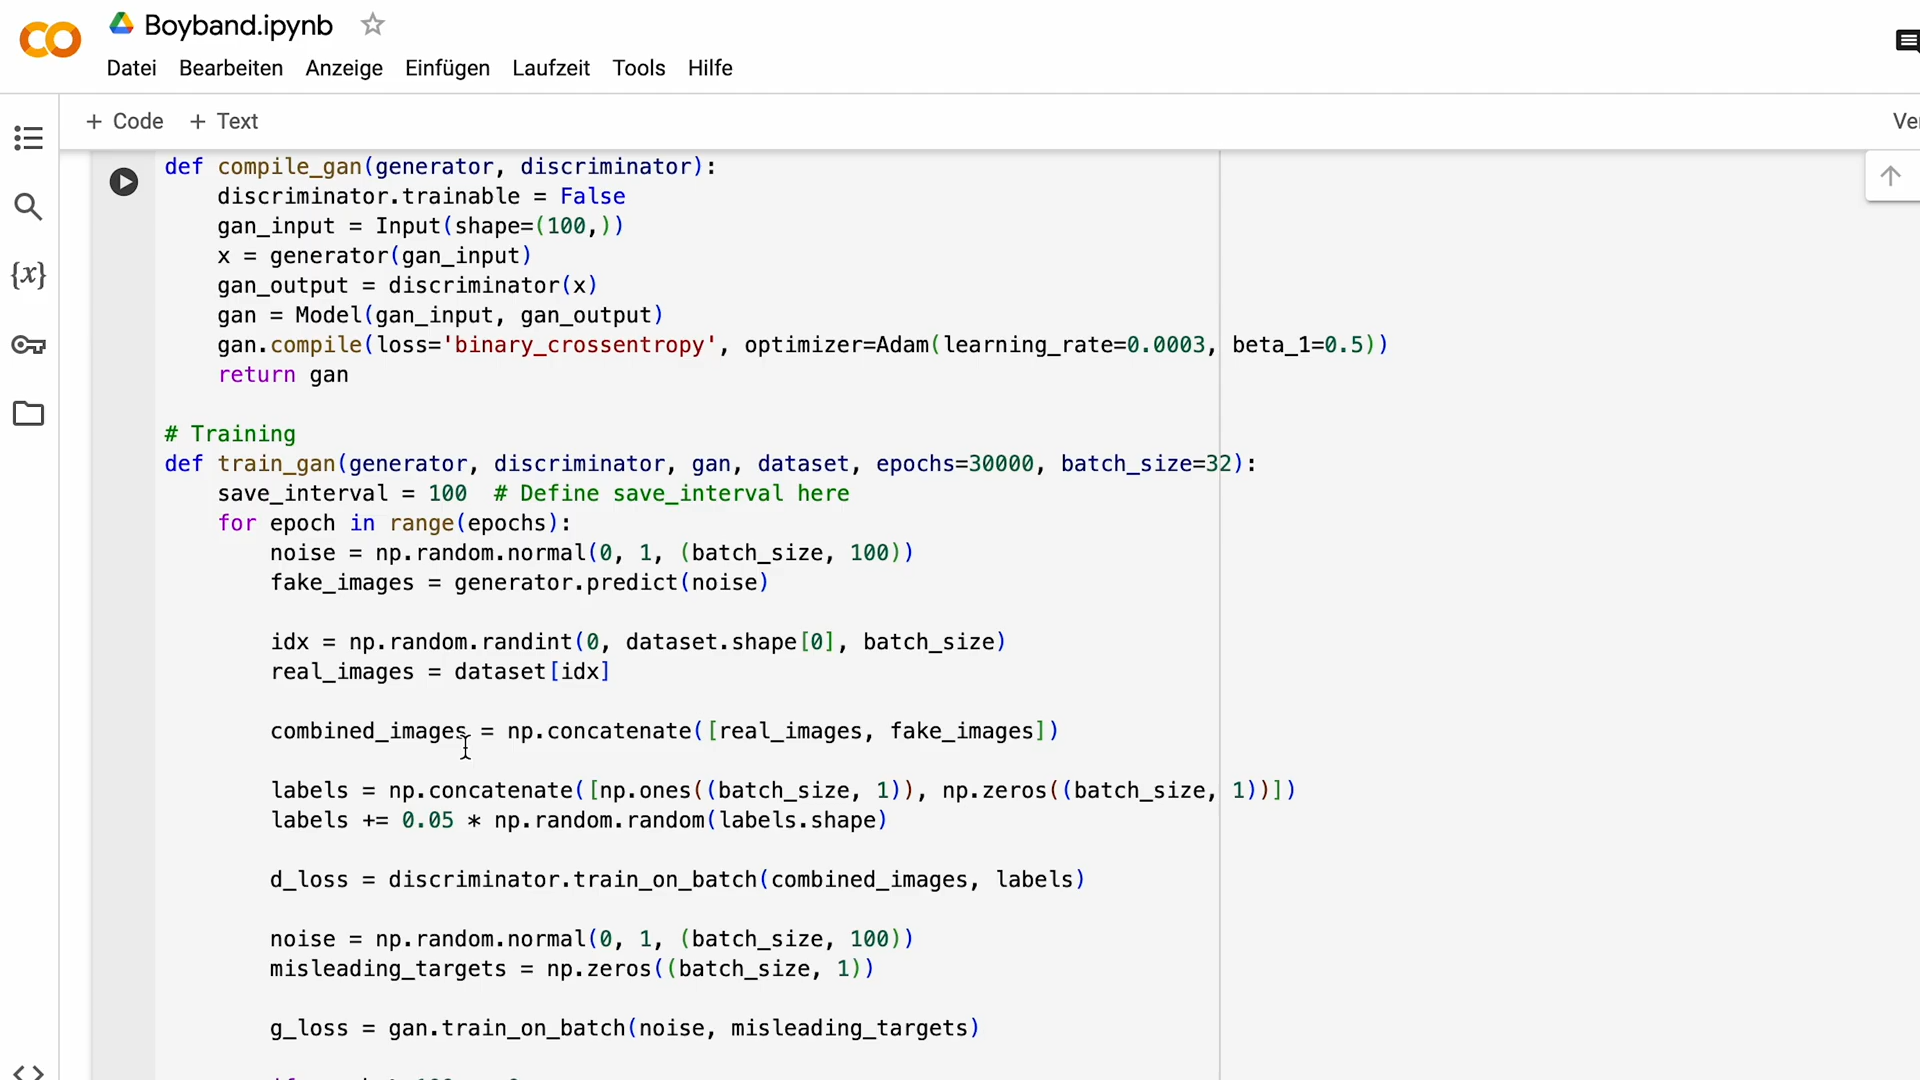 Boyband.ipynb
Datei Bearbeiten Anzeige Einfügen Laufzeit Tools Hilfe
+ Code + Text
def compile_gan(generator, discriminator):
    discriminator.trainable = False
    gan_input = Input(shape=(100,))
    x = generator(gan_input)
    gan_output = discriminator(x)
    gan = Model(gan_input, gan_output)
    gan.compile(loss='binary_crossentropy', optimizer=Adam(learning_rate=0.0003, beta_1=0.5))
    return gan
# Training
def train_gan(generator, discriminator, gan, dataset, epochs=30000, batch_size=32):
    save_interval = 100  # Define save_interval here
    for epoch in range(epochs):
        noise = np.random.normal(0, 1, (batch_size, 100))
        fake_images = generator.predict(noise)
        idx = np.random.randint(0, dataset.shape[0], batch_size)
        real_images = dataset[idx]
        combined_images = np.concatenate([real_images, fake_images])
        labels = np.concatenate([np.ones((batch_size, 1)), np.zeros((batch_size, 1))])
        labels += 0.05 * np.random.random(labels.shape)
        d_loss = discriminator.train_on_batch(combined_images, labels)
        noise = np.random.normal(0, 1, (batch_size, 100))
        misleading_targets = np.zeros((batch_size, 1))
        g_loss = gan.train_on_batch(noise, misleading_targets)